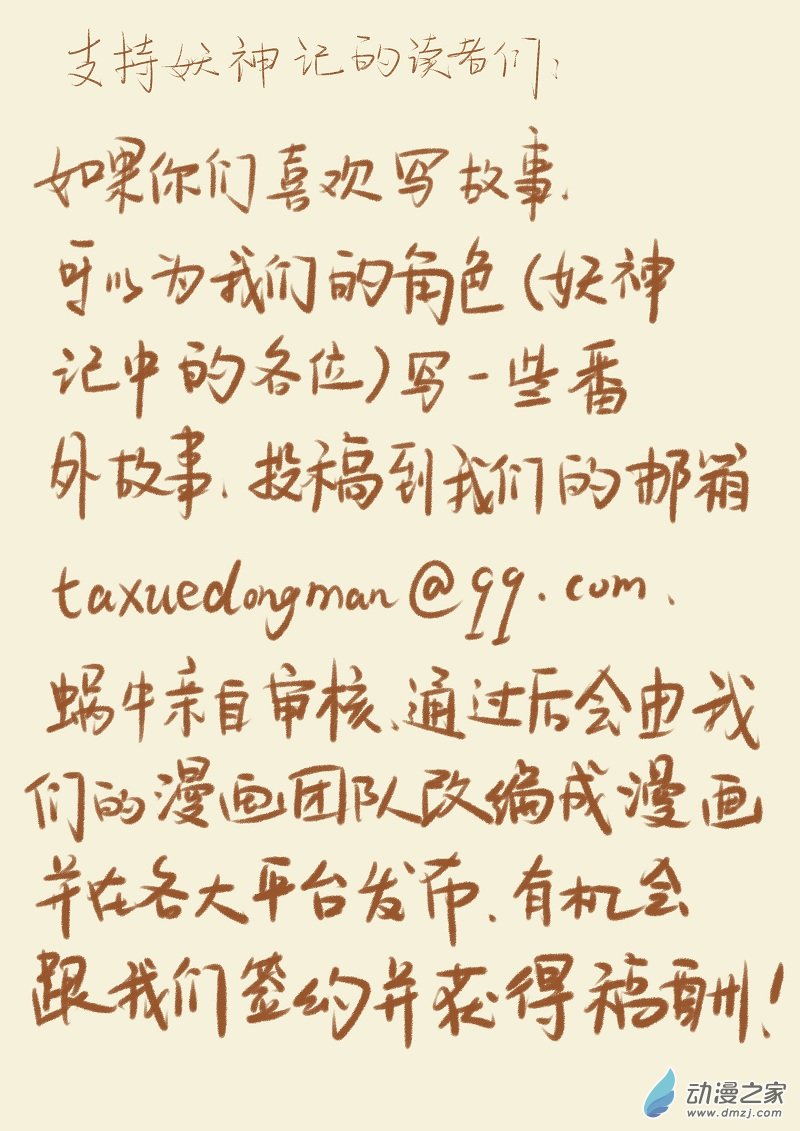 支持妖神记的读者们：
如果你们喜欢写故事、
可以为我们的角色（妖神
记中的各位）写一些番
外故事、投稿到我们的邮箱
taxuedongman@qq.com、
蜗牛亲自审核、通过后会由我
们的漫画团队改编成漫画
并在各大平台发布、有机会
跟我们签约并获得稿酬！
动漫之家
www.dmzj.com